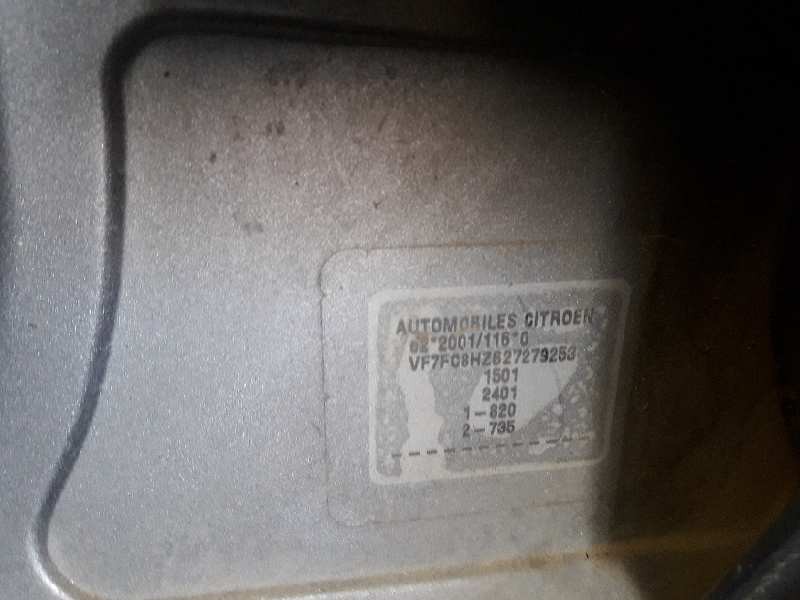 AUTOMOBILES CITROEN
e2*2001/116*0
VF7FC8HZ627279253
1501
2401
1-820
2-735